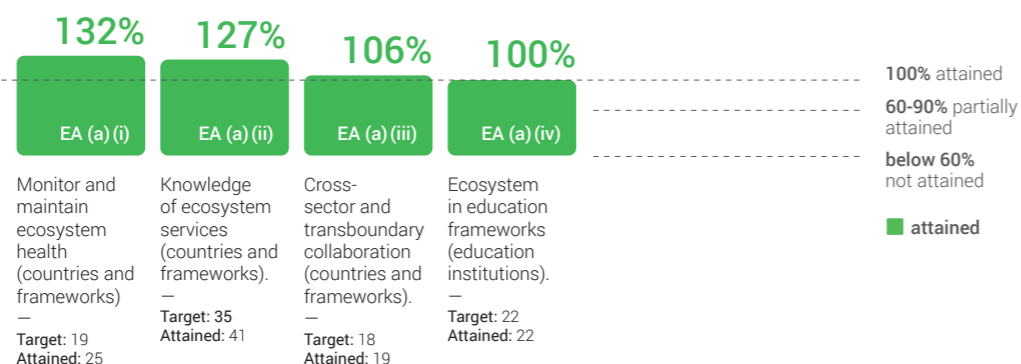 132%
127%
106%
100%
EA (a)(i)
EA (a)(ii)
EA (a)(iii)
EA (a)(iv)
Monitor and
maintain
ecosystem
health
(countries and
frameworks)
—
Target: 19
Attained: 25
Knowledge
of ecosystem
services
(countries and
frameworks).
—
Target: 35
Attained: 41
Cross-
sector and
transboundary
collaboration
(countries and
frameworks).
—
Target: 18
Attained: 19
Ecosystem
in education
frameworks
(education
institutions).
—
Target: 22
Attained: 22
100% attained
60-90% partially
attained
below 60%
not attained
attained